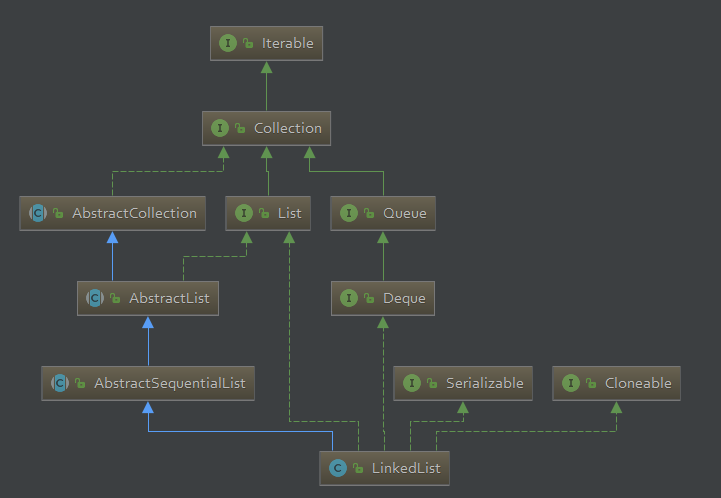 I Iterable
I Collection
C AbstractCollection
I List
I Queue
C AbstractList
I Deque
C AbstractSequentialList
I Serializable
I Cloneable
C LinkedList